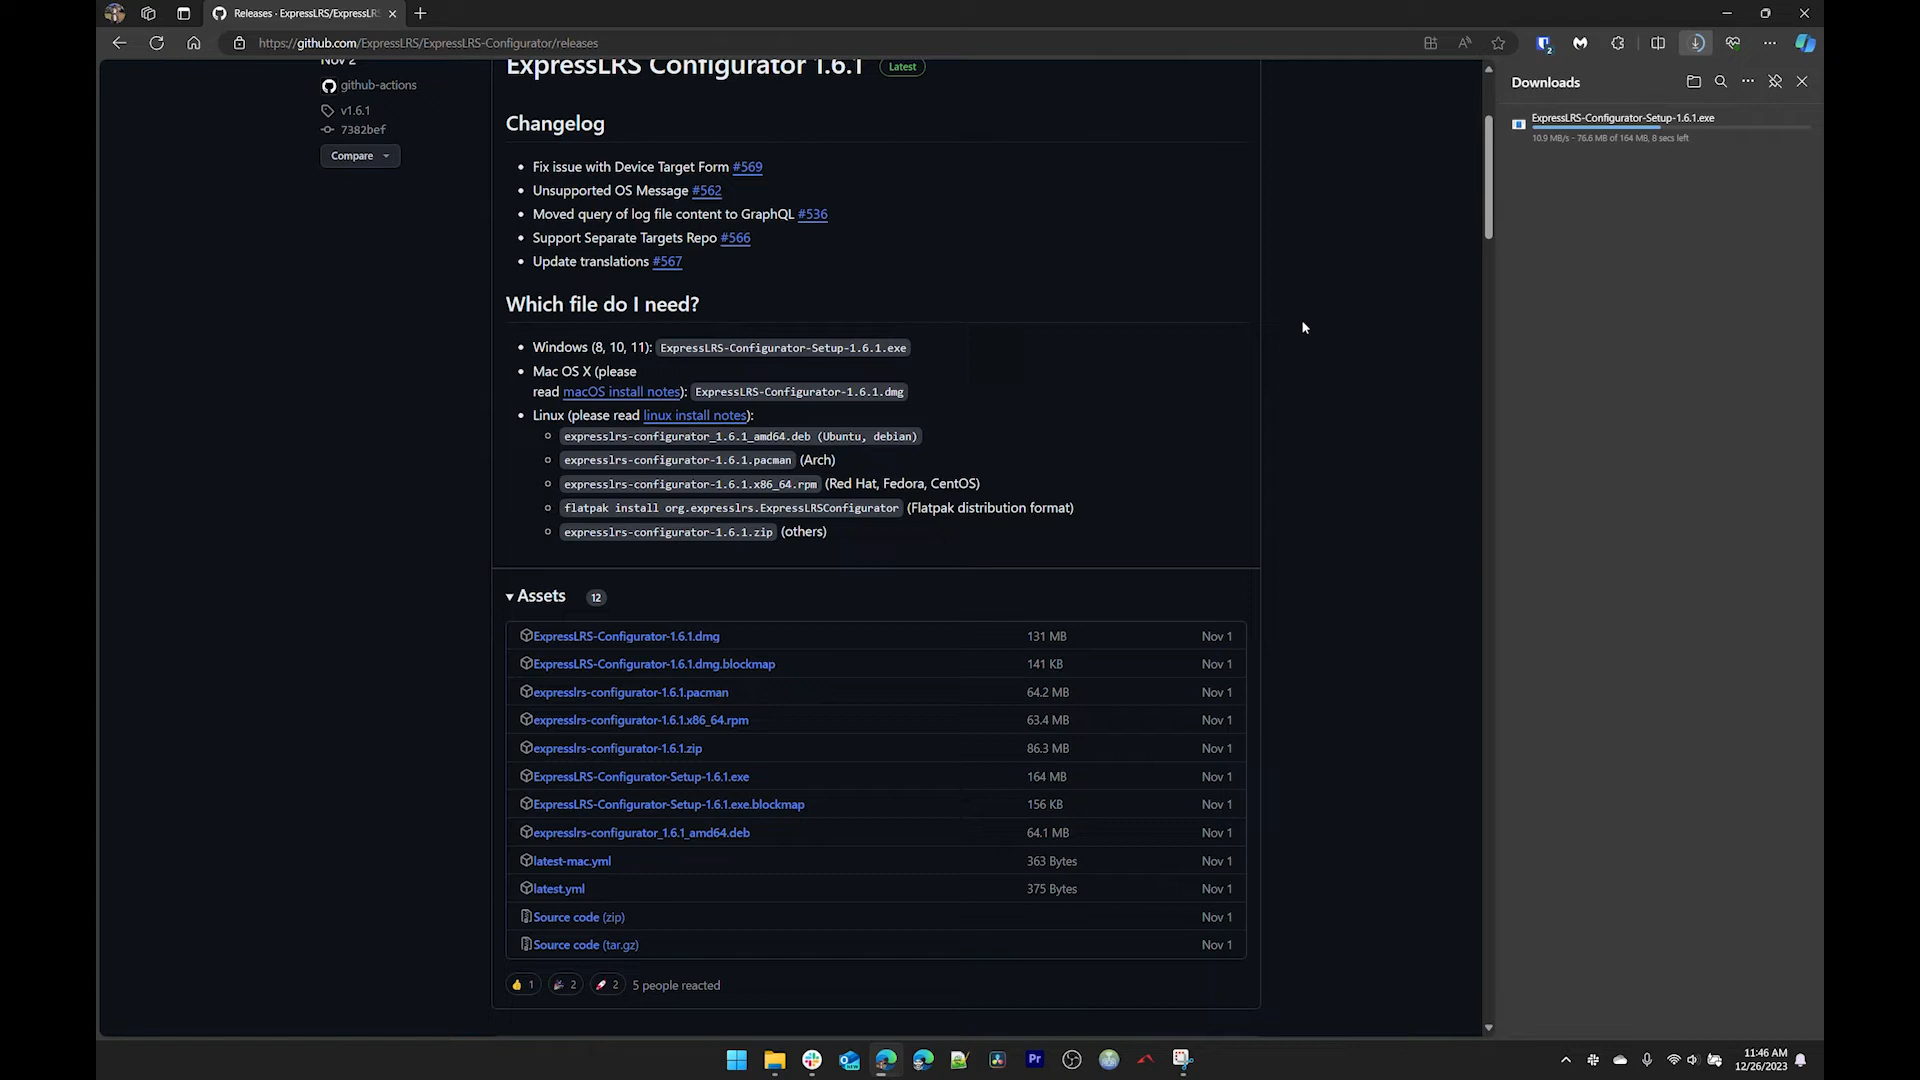 Releases · ExpressLRS/ExpressLRS
https://github.com/ExpressLRS/ExpressLRS-Configurator/releases
2
Nov 2
github-actions
v1.6.1
7382bef
Compare
ExpressLRS Configurator 1.6.1
Latest
Changelog
Fix issue with Device Target Form #569
Unsupported OS Message #562
Moved query of log file content to GraphQL #536
Support Separate Targets Repo #566
Update translations #567
Which file do I need?
Windows (8, 10, 11): ExpressLRS-Configurator-Setup-1.6.1.exe
Mac OS X (please
read macOS install notes): ExpressLRS-Configurator-1.6.1.dmg
Linux (please read linux install notes):
expresslrs-configurator_1.6.1_amd64.deb (Ubuntu, debian)
expresslrs-configurator-1.6.1.pacman (Arch)
expresslrs-configurator-1.6.1.x86_64.rpm (Red Hat, Fedora, CentOS)
flatpak install org.expresslrs.ExpressLRSConfigurator (Flatpak distribution format)
expresslrs-configurator-1.6.1.zip (others)
Assets 12
ExpressLRS-Configurator-1.6.1.dmg 131 MB Nov 1
ExpressLRS-Configurator-1.6.1.dmg.blockmap 141 KB Nov 1
expresslrs-configurator-1.6.1.pacman 64.2 MB Nov 1
expresslrs-configurator-1.6.1.x86_64.rpm 63.4 MB Nov 1
expresslrs-configurator-1.6.1.zip 86.3 MB Nov 1
ExpressLRS-Configurator-Setup-1.6.1.exe 164 MB Nov 1
ExpressLRS-Configurator-Setup-1.6.1.exe.blockmap 156 KB Nov 1
expresslrs-configurator_1.6.1_amd64.deb 64.1 MB Nov 1
latest-mac.yml 363 Bytes Nov 1
latest.yml 375 Bytes Nov 1
Source code (zip) Nov 1
Source code (tar.gz) Nov 1
1 2 2 5 people reacted
Downloads
ExpressLRS-Configurator-Setup-1.6.1.exe
10.9 MB/s - 76.6 MB of 164 MB, 8 secs left
Pr
11:46 AM
12/26/2023